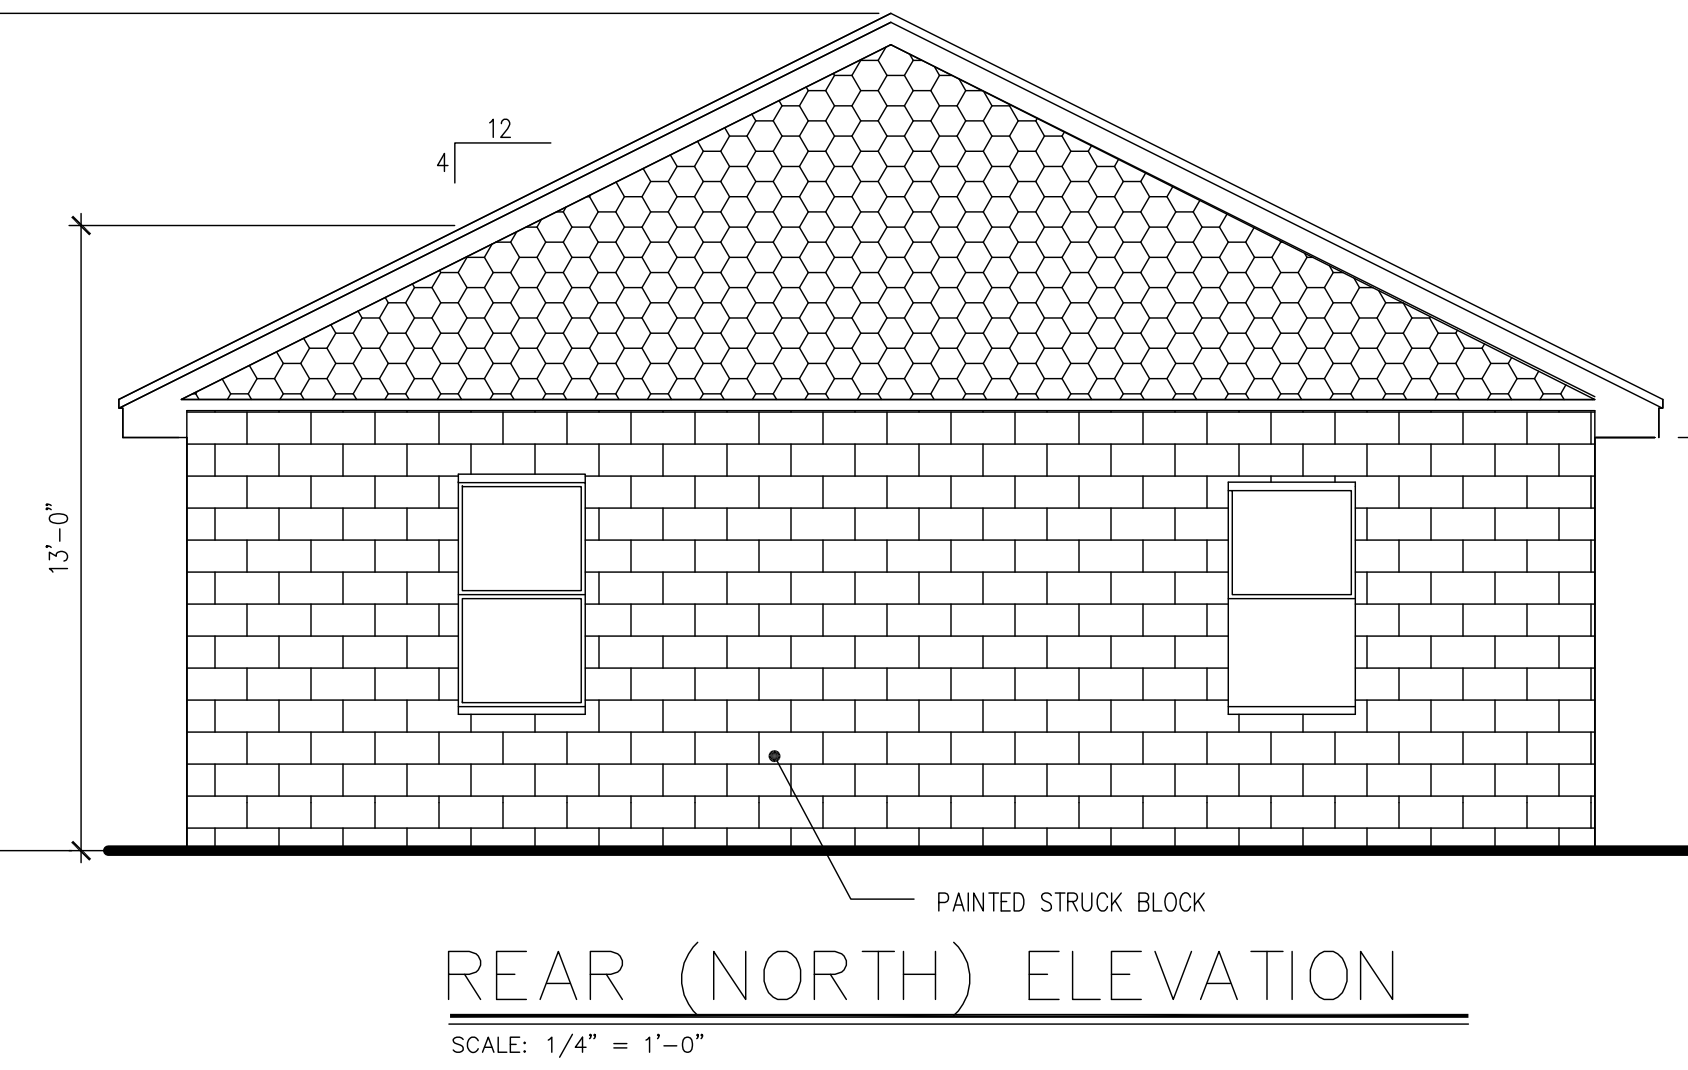 12
4
13'-0"
PAINTED STRUCK BLOCK
REAR (NORTH) ELEVATION
SCALE: 1/4" = 1'-0"